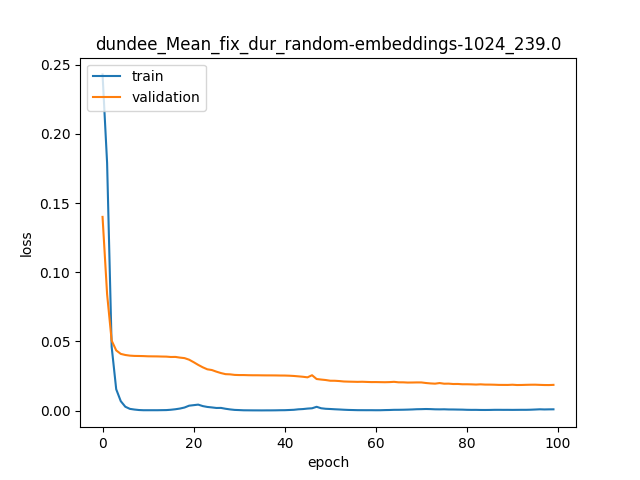 dundee_Mean_fix_dur_random-embeddings-1024_239.0
train
validation
0.25
0.20
0.15
0.10
0.05
0.00
loss
0 20 40 60 80 100
epoch